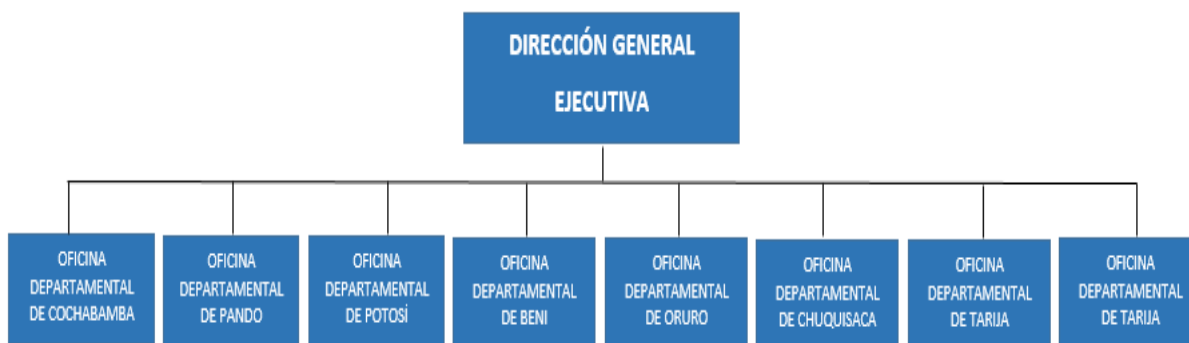 DIRECCIÓN GENERAL
EJECUTIVA
OFICINA
DEPARTAMENTAL
DE COCHABAMBA
OFICINA
DEPARTAMENTAL
DE PANDO
OFICINA
DEPARTAMENTAL
DE POTOSÍ
OFICINA
DEPARTAMENTAL
DE BENI
OFICINA
DEPARTAMENTAL
DE ORURO
OFICINA
DEPARTAMENTAL
DE CHUQUISACA
OFICINA
DEPARTAMENTAL
DE TARIJA
OFICINA
DEPARTAMENTAL
DE TARIJA